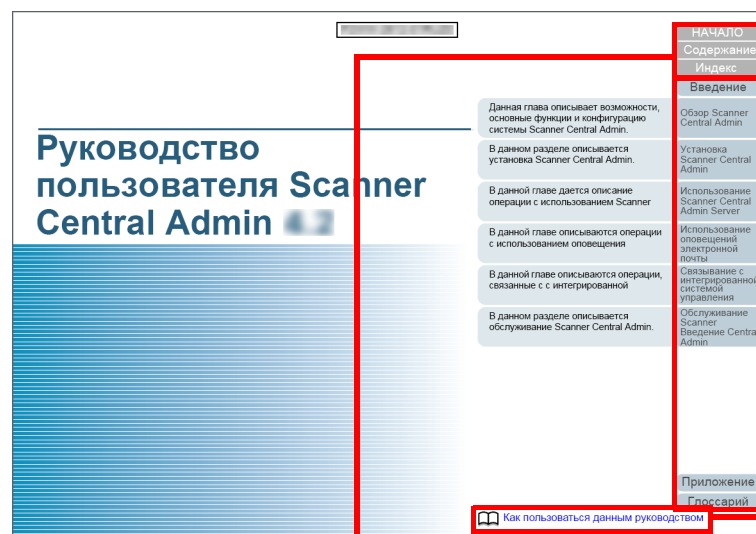 НАЧАЛО
Содержание
Индекс
Введение
Руководство
пользователя Scanner
Central Admin
Данная глава описывает возможности,
основные функции и конфигурацию
системы Scanner Central Admin.
Обзор Scanner
Central Admin
В данном разделе описывается
установка Scanner Central Admin.
Установка
Scanner Central
Admin
В данной главе дается описание
операции с использованием Scanner
Использование
Scanner Central
Admin Server
В данной главе описываются операции
с использованием оповещения
Использование
оповещений
электронной
почты
В данной главе описываются операции,
связанные с с интегрированной
Связывание с
интегрированной
системой
управления
В данном разделе описывается
обслуживание Scanner Central Admin.
Обслуживание
Scanner
Введение Centra
Admin
Приложение
Глоссарий
Как пользоваться данным руководством